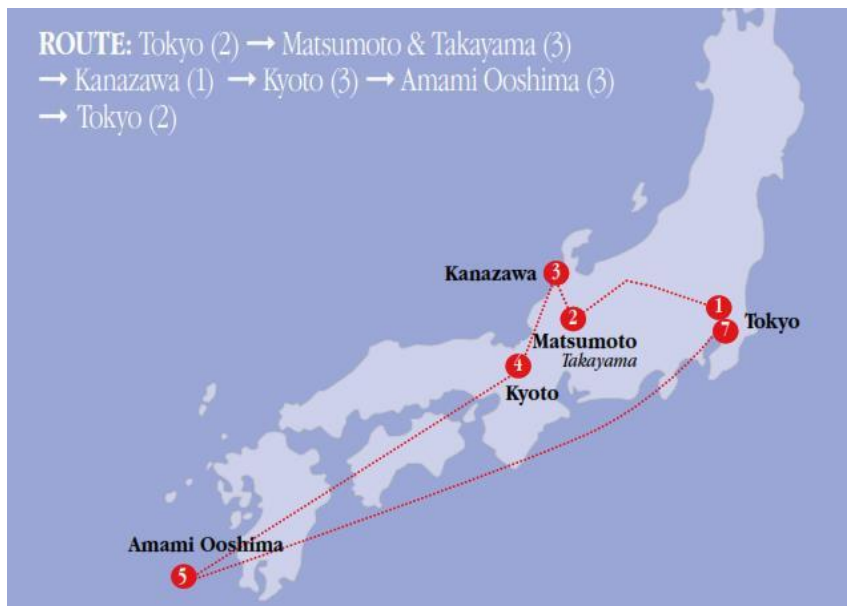 ROUTE: Tokyo (2) → Matsumoto & Takayama (3)
→ Kanazawa (1) → Kyoto (3) → Amami Ooshima (3)
→ Tokyo (2)
Kanazawa 3
1
2
7 Tokyo
Matsumoto
Takayama
4
Kyoto
Amami Ooshima
5